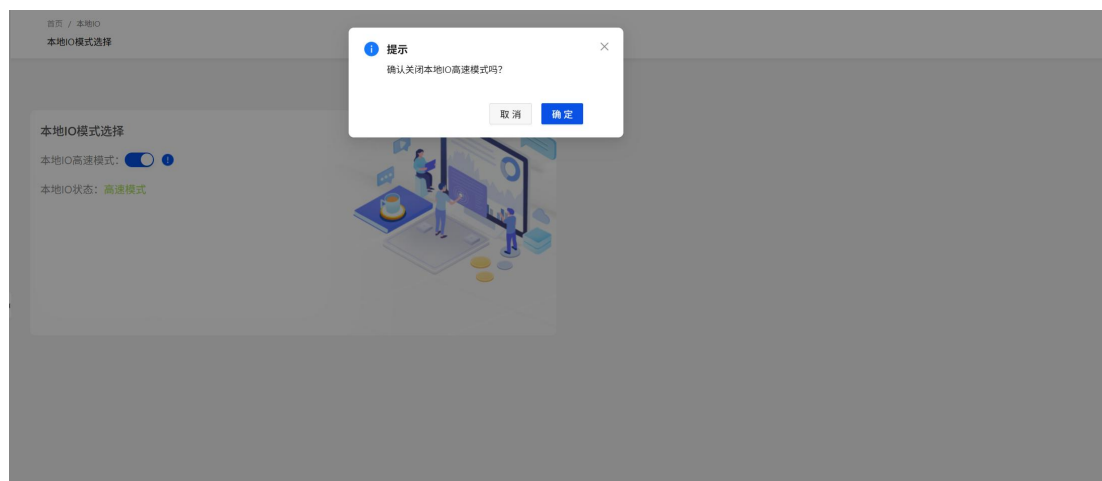 首页 / 本地IO
本地IO模式选择
提示
确认关闭本地IO高速模式吗?
取 消
确 定
本地IO模式选择
本地IO高速模式:
本地IO状态: 高速模式